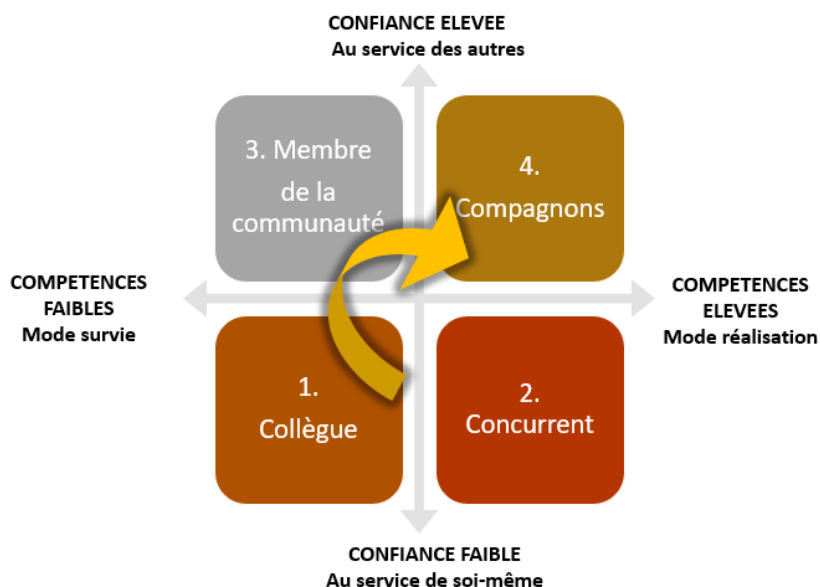 CONFIANCE ELEVEE
Au service des autres
3. Membre
de la
communauté
4.
Compagnons
COMPETENCES
FAIBLES
Mode survie
COMPETENCES
ELEVEES
Mode réalisation
1.
Collègue
2.
Concurrent
CONFIANCE FAIBLE
Au service de soi-même